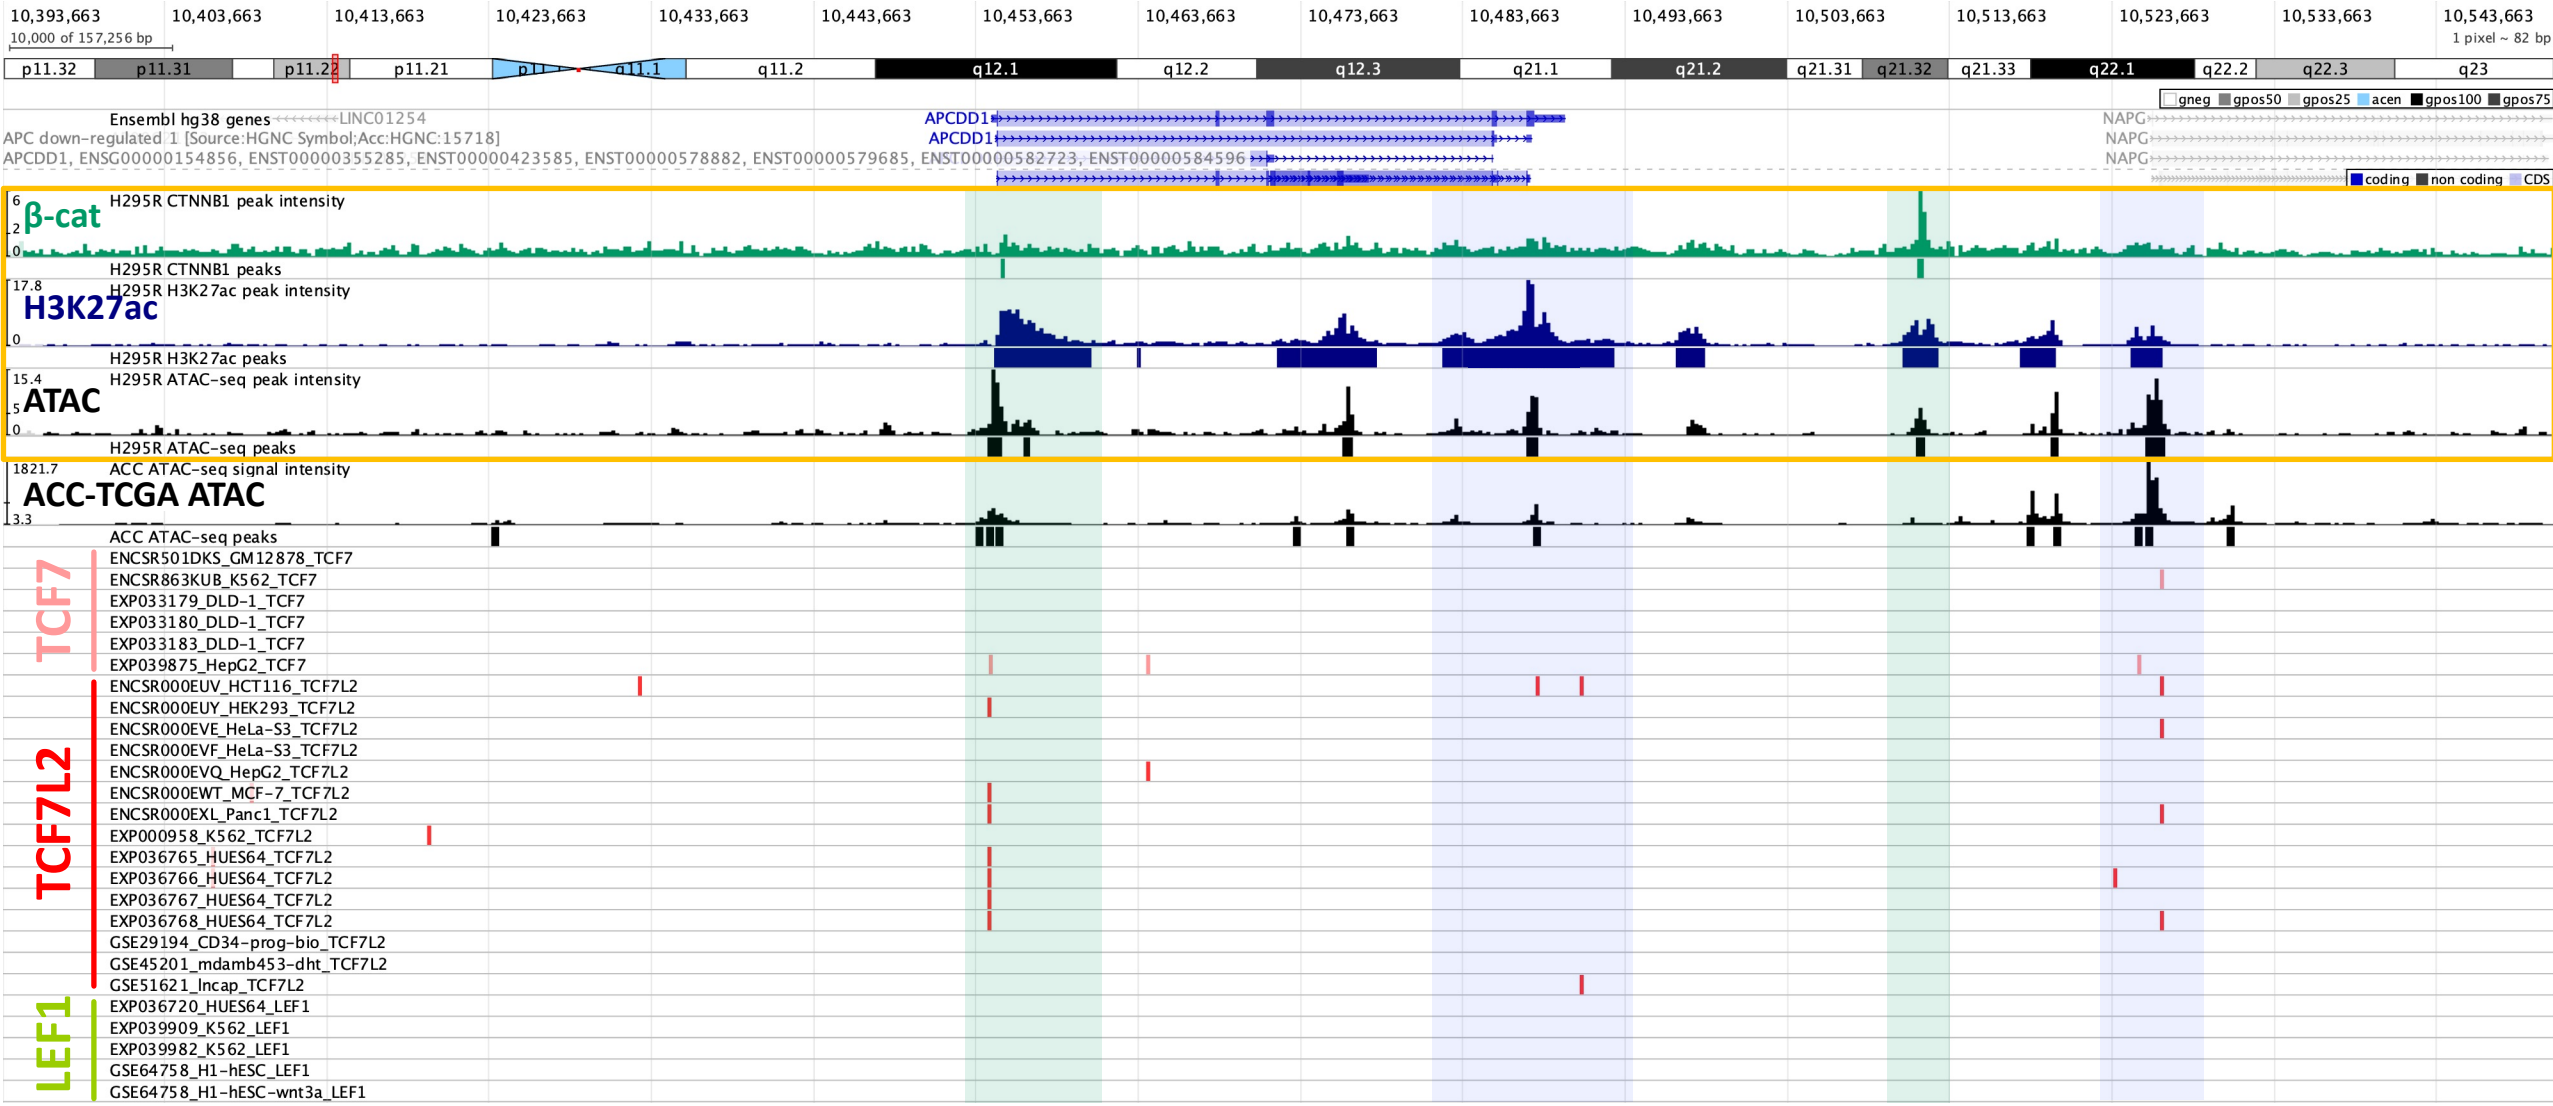 10,393,663 10,403,663 10,413,663 10,423,663 10,433,663 10,443,663 10,453,663 10,463,663 10,473,663 10,483,663 10,493,663 10,503,663 10,513,663 10,523,663 10,533,663 10,543,663
10,000 of 157,256 bp 1 pixel ~ 82 bp
p11.32 p11.31 p11.22 p11.21 q11.1 q11.2 q12.1 q12.2 q12.3 q21.1 q21.2 q21.31 q21.32 q21.33 q22.1 q22.2 q22.3 q23
gneg gpos50 gpos25 acen gpos100 gpos75
Ensembl hg38 genes LINC01254 APCDD1 NAPG
APC down-regulated 1 [Source:HGNC Symbol;Acc:HGNC:15718] APCDD1 NAPG
APCDD1, ENSG00000154856, ENST00000355285, ENST00000423585, ENST00000578882, ENST00000579685, ENST00000582723, ENST00000584596 NAPG
coding non coding CDS
6 H295R CTNNB1 peak intensity
β-cat
2
0
H295R CTNNB1 peaks
17.8 H295R H3K27ac peak intensity
H3K27ac
0
H295R H3K27ac peaks
15.4 H295R ATAC-seq peak intensity
ATAC
5
0
H295R ATAC-seq peaks
1821.7 ACC ATAC-seq signal intensity
ACC-TCGA ATAC
3.3
ACC ATAC-seq peaks
TCF7
ENCSR501DKS_GM12878_TCF7
ENCSR863KUB_K562_TCF7
EXP033179_DLD-1_TCF7
EXP033180_DLD-1_TCF7
EXP033183_DLD-1_TCF7
EXP039875_HepG2_TCF7
TCF7L2
ENCSR000EUV_HCT116_TCF7L2
ENCSR000EUY_HEK293_TCF7L2
ENCSR000EVE_HeLa-S3_TCF7L2
ENCSR000EVF_HeLa-S3_TCF7L2
ENCSR000EVQ_HepG2_TCF7L2
ENCSR000EWT_MCF-7_TCF7L2
ENCSR000EXL_Panc1_TCF7L2
EXP000958_K562_TCF7L2
EXP036765_HUES64_TCF7L2
EXP036766_HUES64_TCF7L2
EXP036767_HUES64_TCF7L2
EXP036768_HUES64_TCF7L2
GSE29194_CD34-prog-bio_TCF7L2
GSE45201_mdamb453-dht_TCF7L2
GSE51621_lncap_TCF7L2
LEF1
EXP036720_HUES64_LEF1
EXP039909_K562_LEF1
EXP039982_K562_LEF1
GSE64758_H1-hESC_LEF1
GSE64758_H1-hESC-wnt3a_LEF1